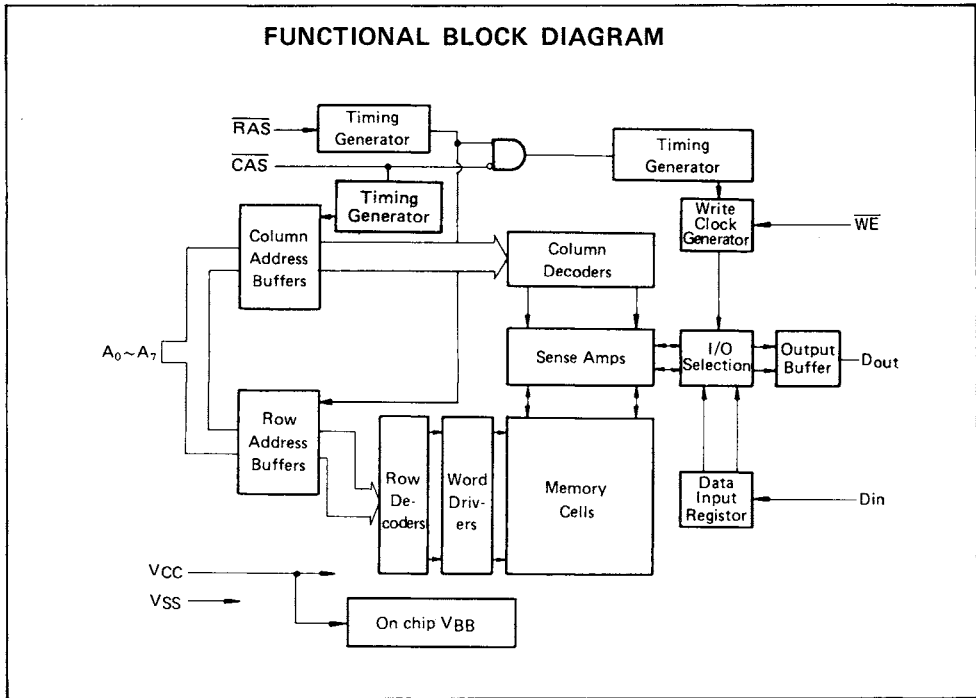 FUNCTIONAL BLOCK DIAGRAM
RAS
Timing
Generator
CAS
Timing
Generator
Timing
Generator
Write
Clock
Generator
WE
Column
Address
Buffers
Column
Decoders
A₀~A₇
Sense Amps
I/O
Selection
Output
Buffer
Dout
Row
Address
Buffers
Row
De-
coders
Word
Driv-
ers
Memory
Cells
Data
Input
Registor
Din
VCC
VSS
On chip VBB